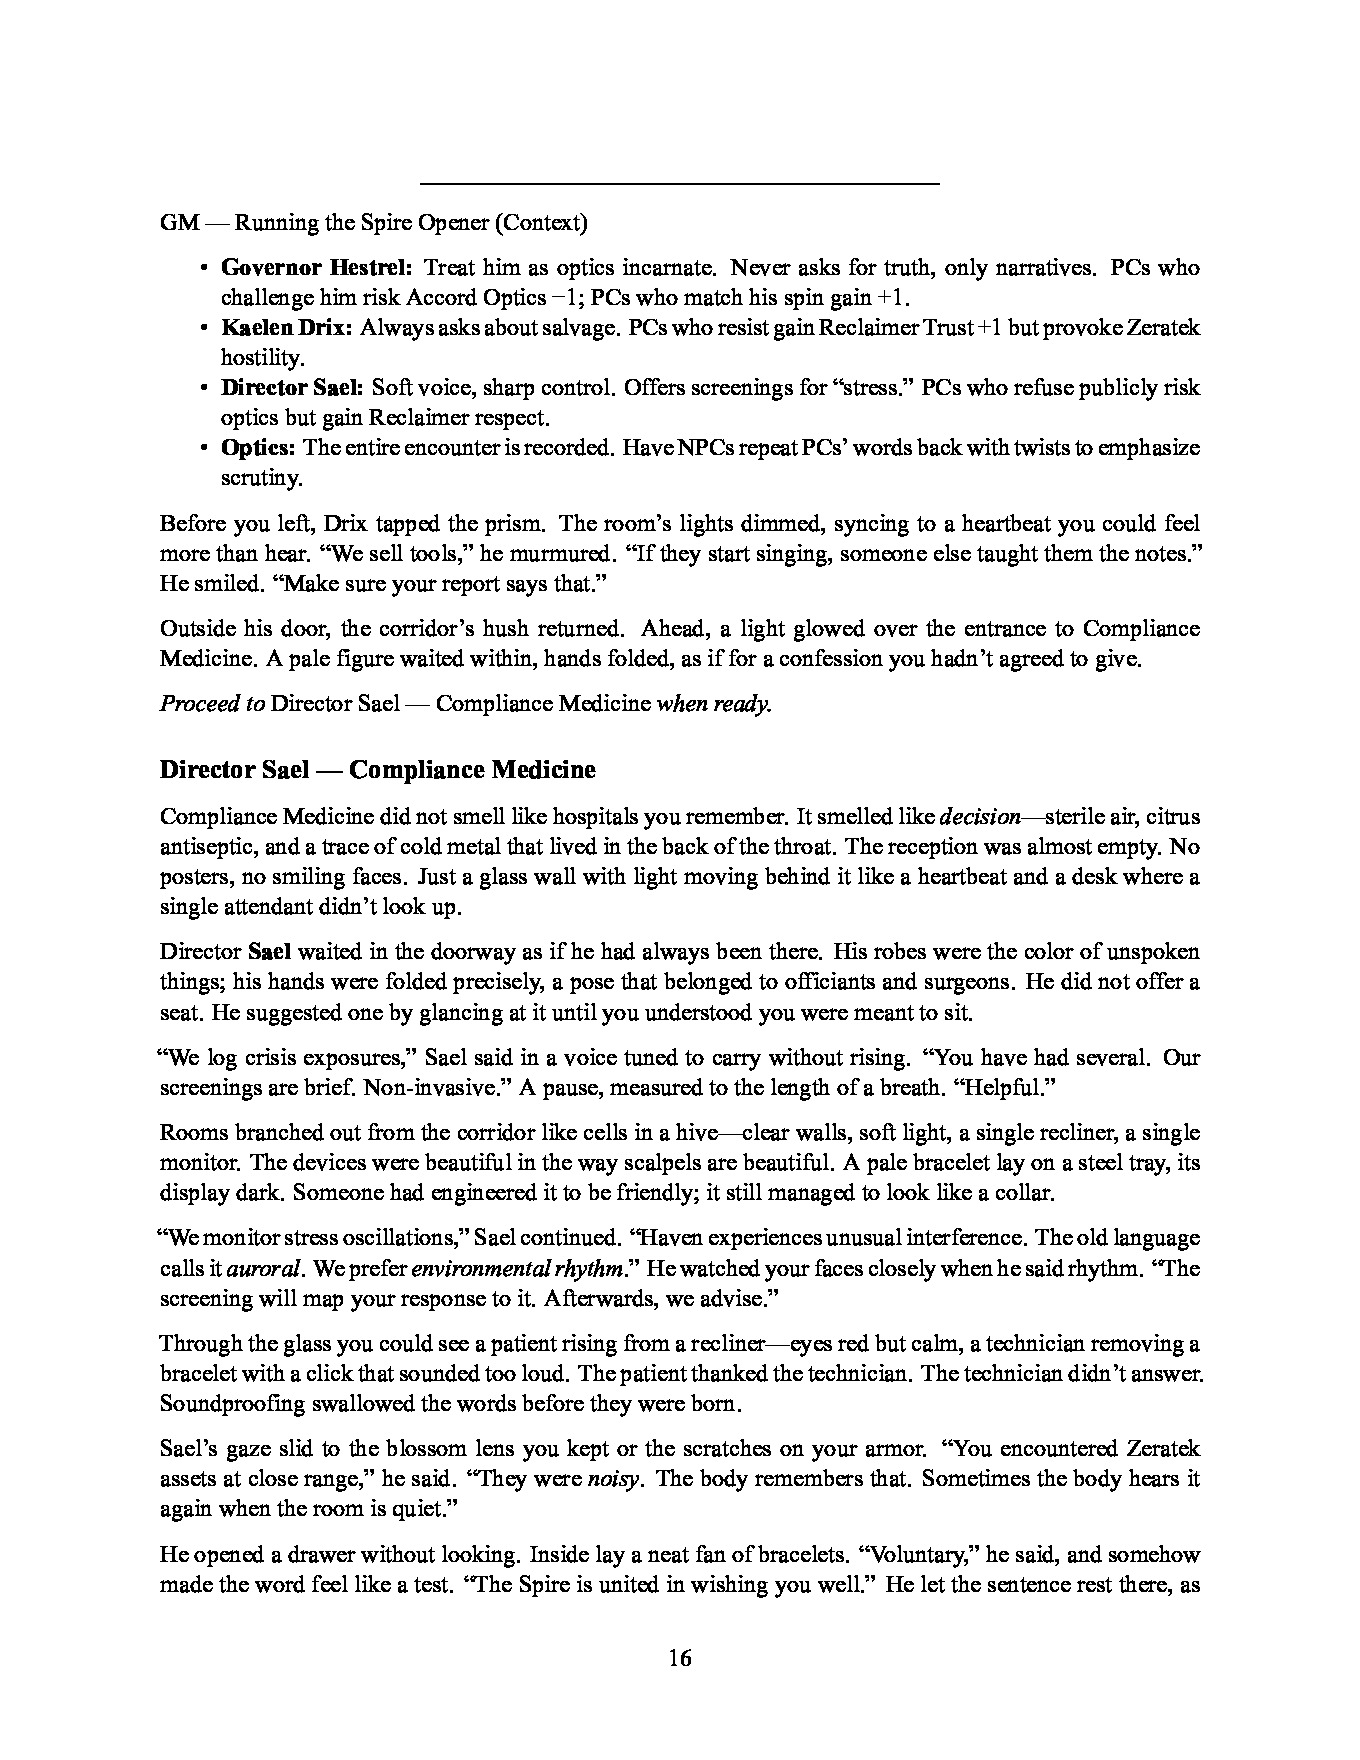 GM — Running the Spire Opener (Context)
• Governor Hestrel: Treat him as optics incarnate. Never asks for truth, only narratives. PCs who
challenge him risk Accord Optics −1; PCs who match his spin gain +1.
• Kaelen Drix: Always asks about salvage. PCs who resist gain Reclaimer Trust +1 but provoke Zeratek
hostility.
• Director Sael: Soft voice, sharp control. Offers screenings for “stress.” PCs who refuse publicly risk
optics but gain Reclaimer respect.
• Optics: The entire encounter is recorded. Have NPCs repeat PCs’ words back with twists to emphasize
scrutiny.
Before you left, Drix tapped the prism. The room’s lights dimmed, syncing to a heartbeat you could feel
more than hear. “We sell tools,” he murmured. “If they start singing, someone else taught them the notes.”
He smiled. “Make sure your report says that.”
Outside his door, the corridor’s hush returned. Ahead, a light glowed over the entrance to Compliance
Medicine. A pale figure waited within, hands folded, as if for a confession you hadn’t agreed to give.
Proceed to Director Sael — Compliance Medicine when ready.
Director Sael — Compliance Medicine
Compliance Medicine did not smell like hospitals you remember. It smelled like decision—sterile air, citrus
antiseptic, and a trace of cold metal that lived in the back of the throat. The reception was almost empty. No
posters, no smiling faces. Just a glass wall with light moving behind it like a heartbeat and a desk where a
single attendant didn’t look up.
Director Sael waited in the doorway as if he had always been there. His robes were the color of unspoken
things; his hands were folded precisely, a pose that belonged to officiants and surgeons. He did not offer a
seat. He suggested one by glancing at it until you understood you were meant to sit.
“We log crisis exposures,” Sael said in a voice tuned to carry without rising. “You have had several. Our
screenings are brief. Non-invasive.” A pause, measured to the length of a breath. “Helpful.”
Rooms branched out from the corridor like cells in a hive—clear walls, soft light, a single recliner, a single
monitor. The devices were beautiful in the way scalpels are beautiful. A pale bracelet lay on a steel tray, its
display dark. Someone had engineered it to be friendly; it still managed to look like a collar.
“We monitor stress oscillations,” Sael continued. “Haven experiences unusual interference. The old language
calls it auroral. We prefer environmental rhythm.” He watched your faces closely when he said rhythm. “The
screening will map your response to it. Afterwards, we advise.”
Through the glass you could see a patient rising from a recliner—eyes red but calm, a technician removing a
bracelet with a click that sounded too loud. The patient thanked the technician. The technician didn’t answer.
Soundproofing swallowed the words before they were born.
Sael’s gaze slid to the blossom lens you kept or the scratches on your armor. “You encountered Zeratek
assets at close range,” he said. “They were noisy. The body remembers that. Sometimes the body hears it
again when the room is quiet.”
He opened a drawer without looking. Inside lay a neat fan of bracelets. “Voluntary,” he said, and somehow
made the word feel like a test. “The Spire is united in wishing you well.” He let the sentence rest there, as
16